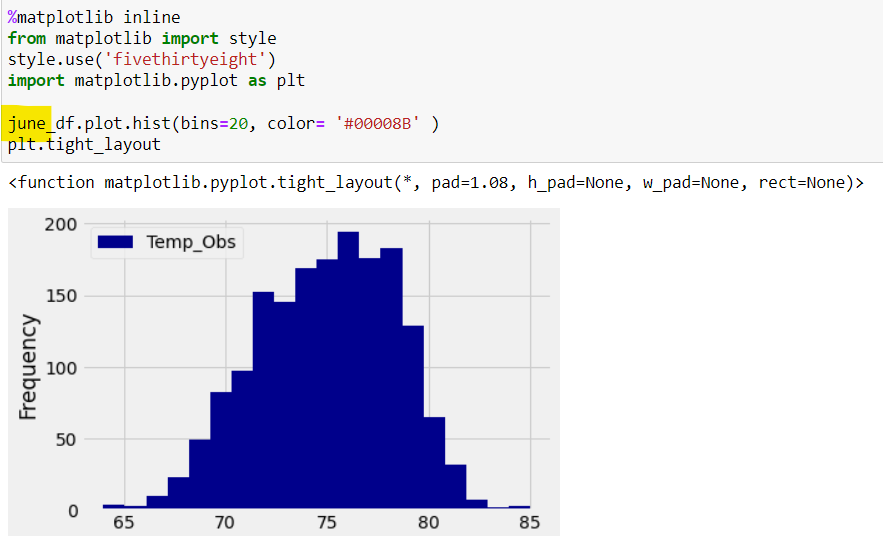 %matplotlib inline
from matplotlib import style
style.use('fivethirtyeight')
import matplotlib.pyplot as plt
june_df.plot.hist(bins=20, color= '#00008B' )
plt.tight_layout
<function matplotlib.pyplot.tight_layout(*, pad=1.08, h_pad=None, w_pad=None, rect=None)>
Temp_Obs
Frequency
200
150
100
50
0
65 70 75 80 85